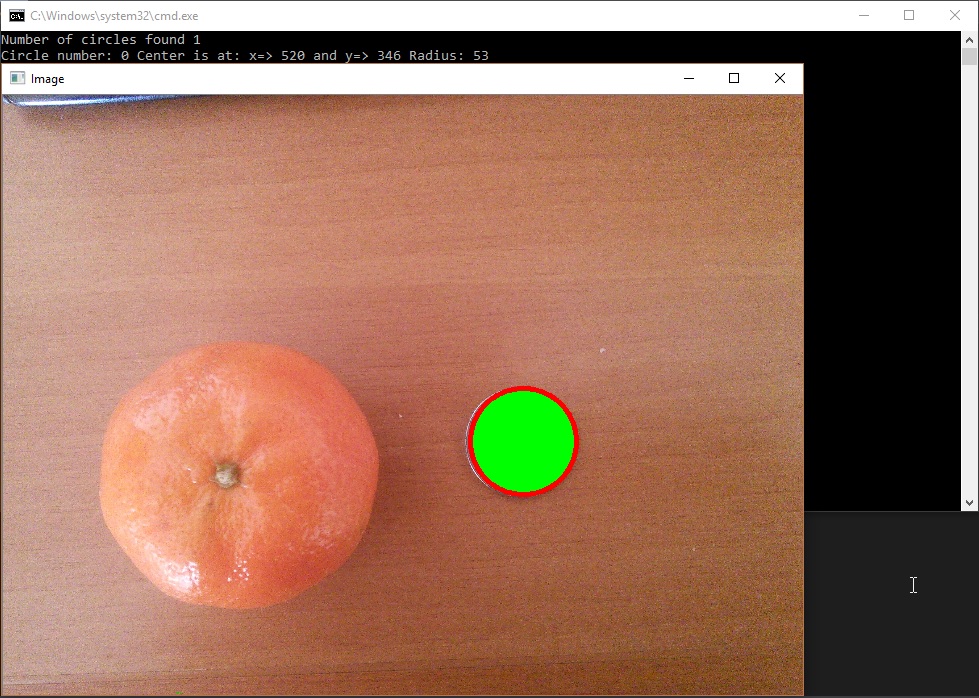 C:\Windows\system32\cmd.exe
Number of circles found 1
Circle number: 0 Center is at: x=> 520 and y=> 346 Radius: 53
Image